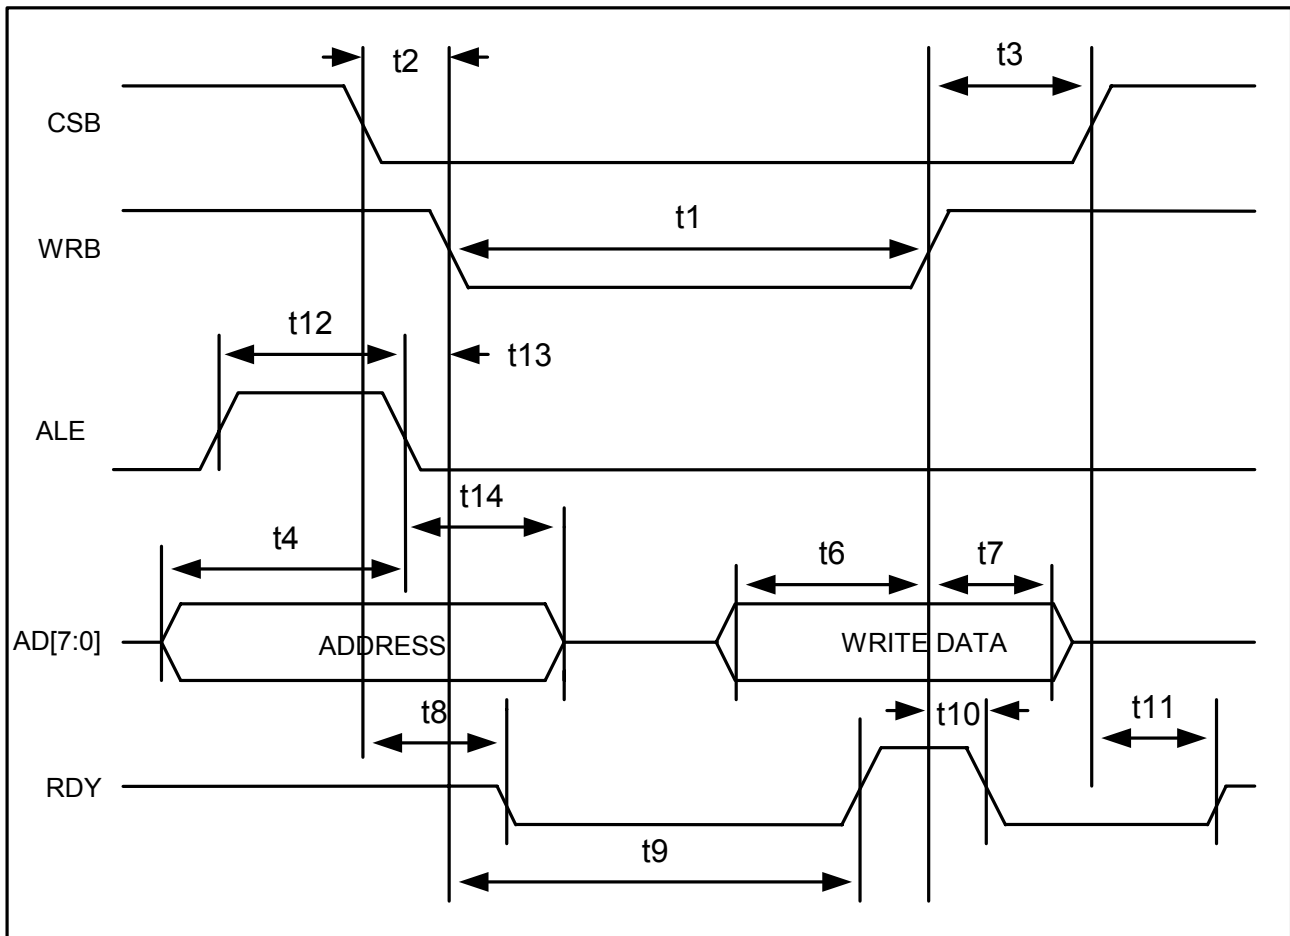 t2
t3
CSB
t1
WRB
t12
t13
ALE
t14
t4
t6
t7
AD[7:0]
ADDRESS
WRITE DATA
t8
t10
t11
RDY
t9